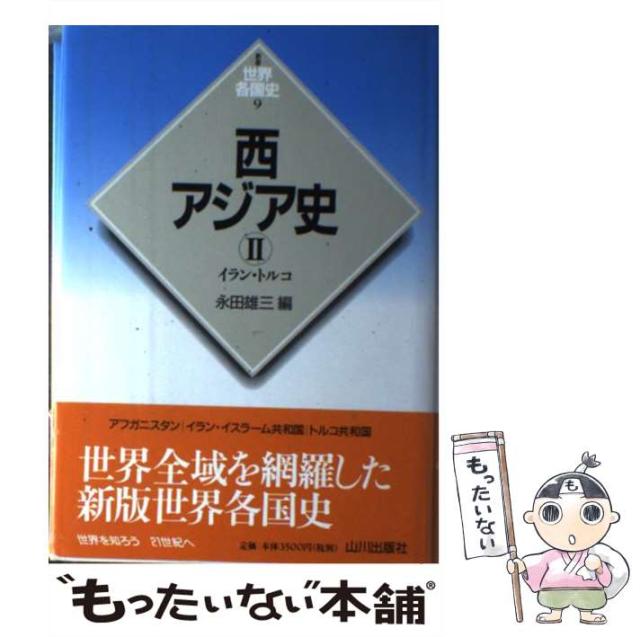 新版
世界
各国史
9
西
アジア史
II
イラン・トルコ
永田雄三 編
アフガニスタン|イラン・イスラーム共和国|トルコ共和国
世界全域を網羅した
新版世界各国史
世界を知ろう 21世紀へ
定価 本体3500円(税別)
山川出版社
もったいない
“もったいない本舗®